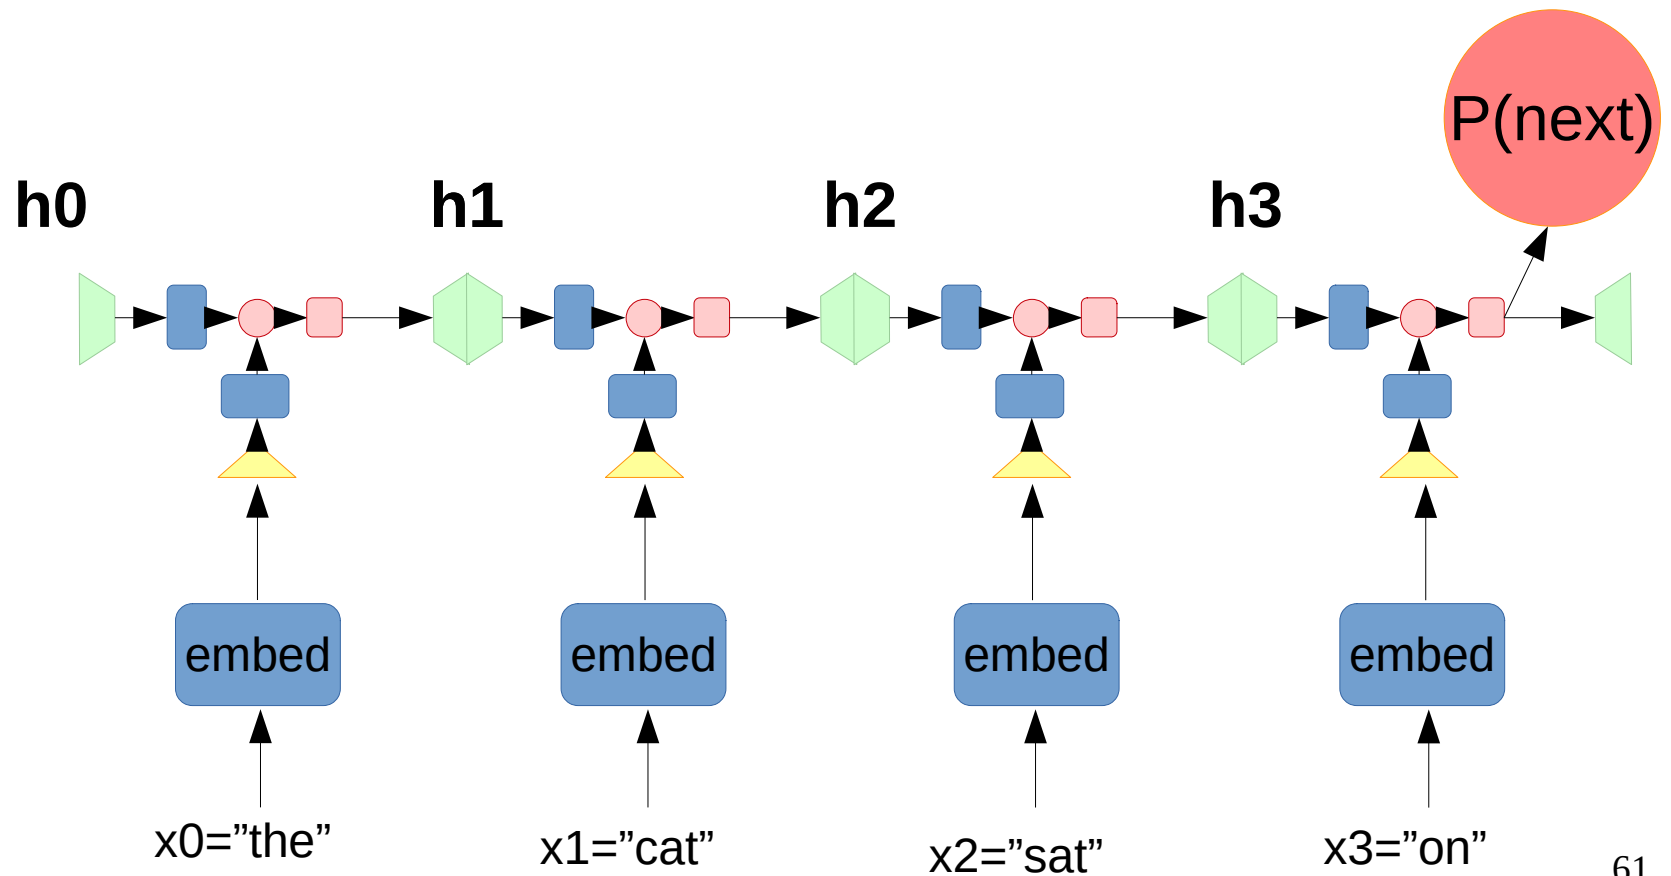 P(next)
h0 h1 h2 h3
embed embed embed embed
x0=”the” x1=”cat” x2=”sat” x3=”on”
61